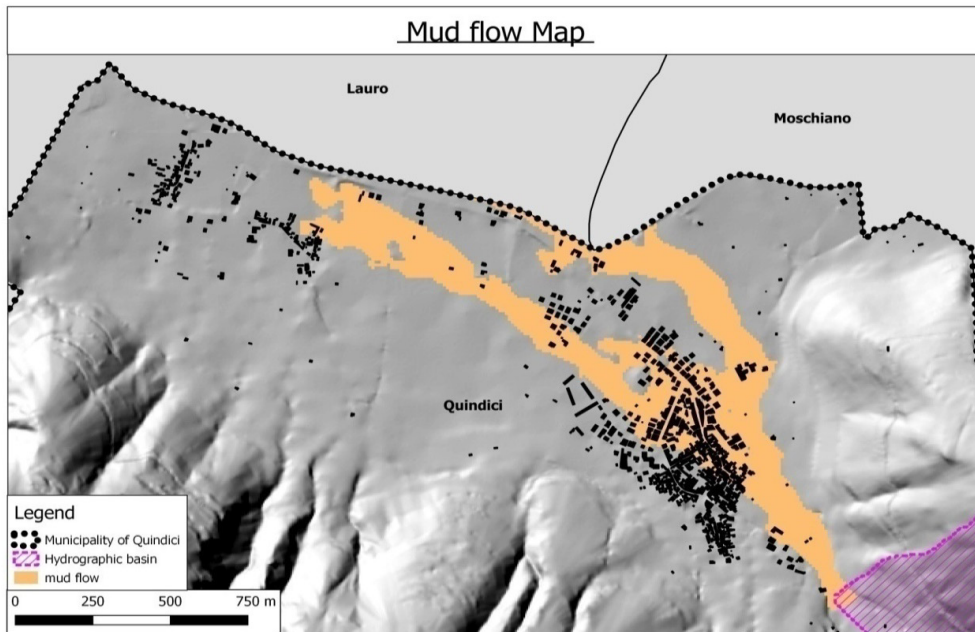 Mud flow Map
Lauro
Moschiano
Quindici
Legend
Municipality of Quindici
Hydrographic basin
mud flow
0 250 500 750 m